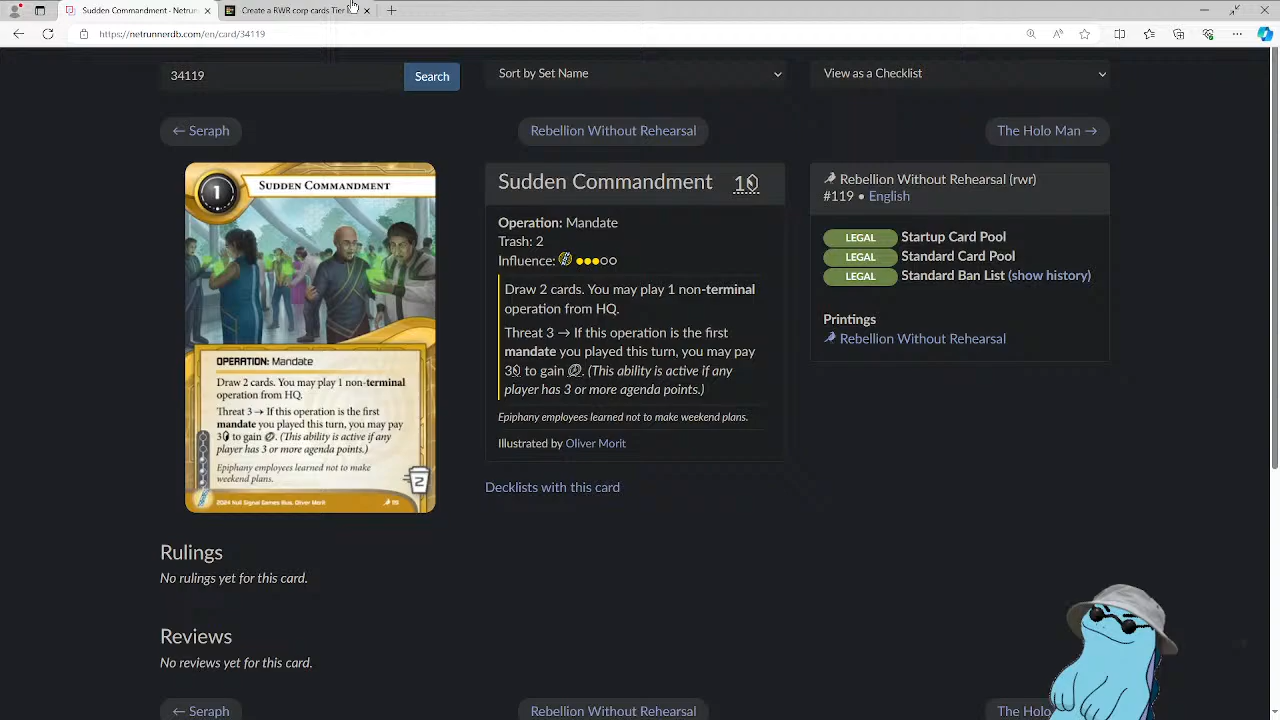 Sudden Commandment - Netrun
Create a RWR corp cards Tier
https://netrunnerdb.com/en/card/34119
34119
Search
Sort by Set Name
View as a Checklist
← Seraph
Rebellion Without Rehearsal
The Holo Man →
1
SUDDEN COMMANDMENT
OPERATION: Mandate
Draw 2 cards. You may play 1 non-terminal
operation from HQ.
Threat 3 → If this operation is the first
mandate you played this turn, you may pay
3 to gain . (This ability is active if any
player has 3 or more agenda points.)
Epiphany employees learned not to make
weekend plans.
2
2024 Null Signal Games Illus. Oliver Morit
119
Sudden Commandment
1
Operation: Mandate
Trash: 2
Influence:
Draw 2 cards. You may play 1 non-terminal
operation from HQ.
Threat 3 → If this operation is the first
mandate you played this turn, you may pay
3 to gain . (This ability is active if any
player has 3 or more agenda points.)
Epiphany employees learned not to make weekend plans.
Illustrated by Oliver Morit
Decklists with this card
Rebellion Without Rehearsal (rwr)
#119 • English
LEGAL Startup Card Pool
LEGAL Standard Card Pool
LEGAL Standard Ban List (show history)
Printings
Rebellion Without Rehearsal
Rulings
No rulings yet for this card.
Reviews
No reviews yet for this card.
← Seraph
Rebellion Without Rehearsal
The Holo